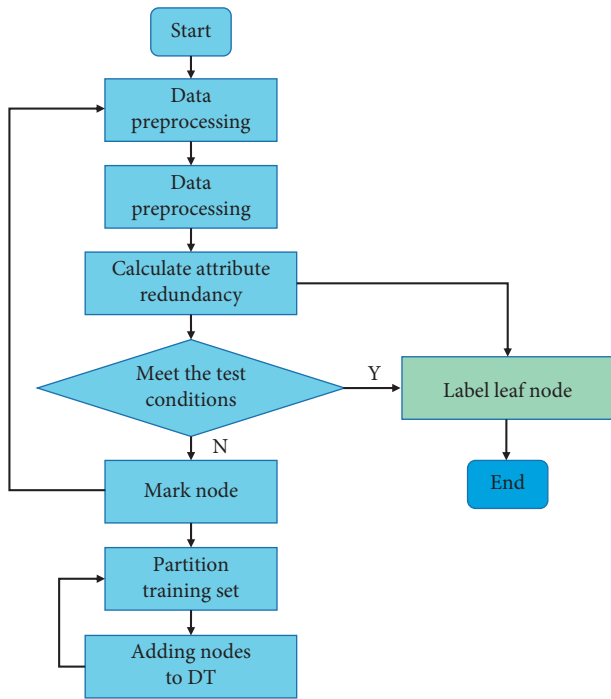 Start
Data
preprocessing
Data
preprocessing
Calculate attribute
redundancy
Meet the test
conditions
Y
Label leaf node
N
End
Mark node
Partition
training set
Adding nodes
to DT